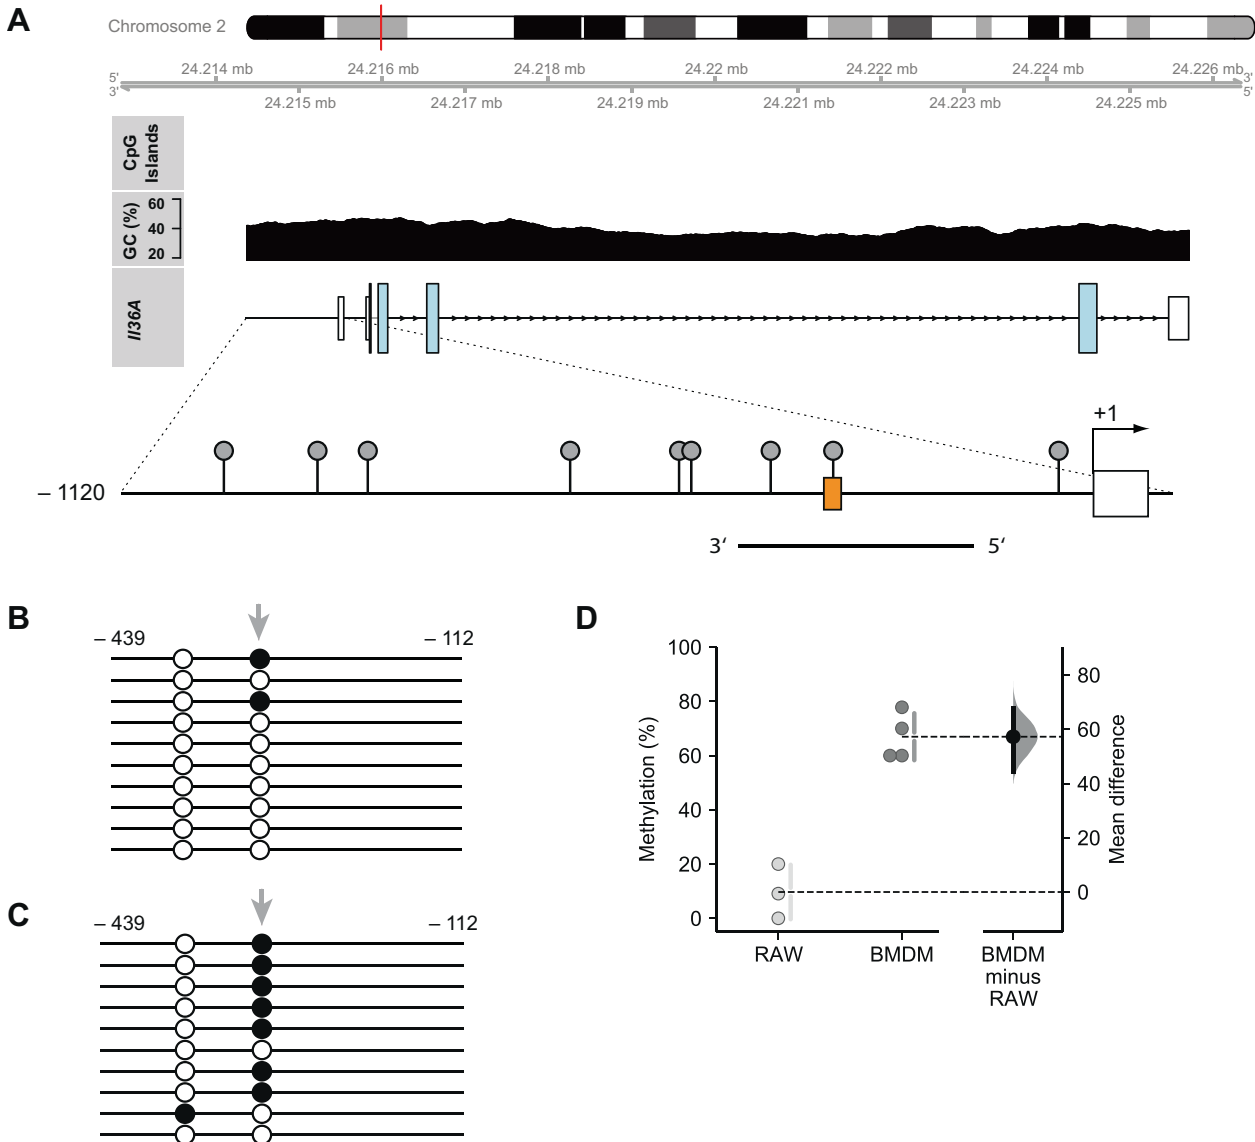 A
Chromosome 2
24.214 mb 24.216 mb 24.218 mb 24.22 mb 24.222 mb 24.224 mb 24.226 mb
5' 3'
3' 5'
24.215 mb 24.217 mb 24.219 mb 24.221 mb 24.223 mb 24.225 mb
CpG
Islands
GC (%)
60
40
20
Il36A
+1
– 1120
3‘ 5‘
B
– 439 – 112
C
– 439 – 112
D
Methylation (%)
100
80
60
40
20
0
80
60
40
20
0
Mean difference
RAW BMDM BMDM
minus
RAW